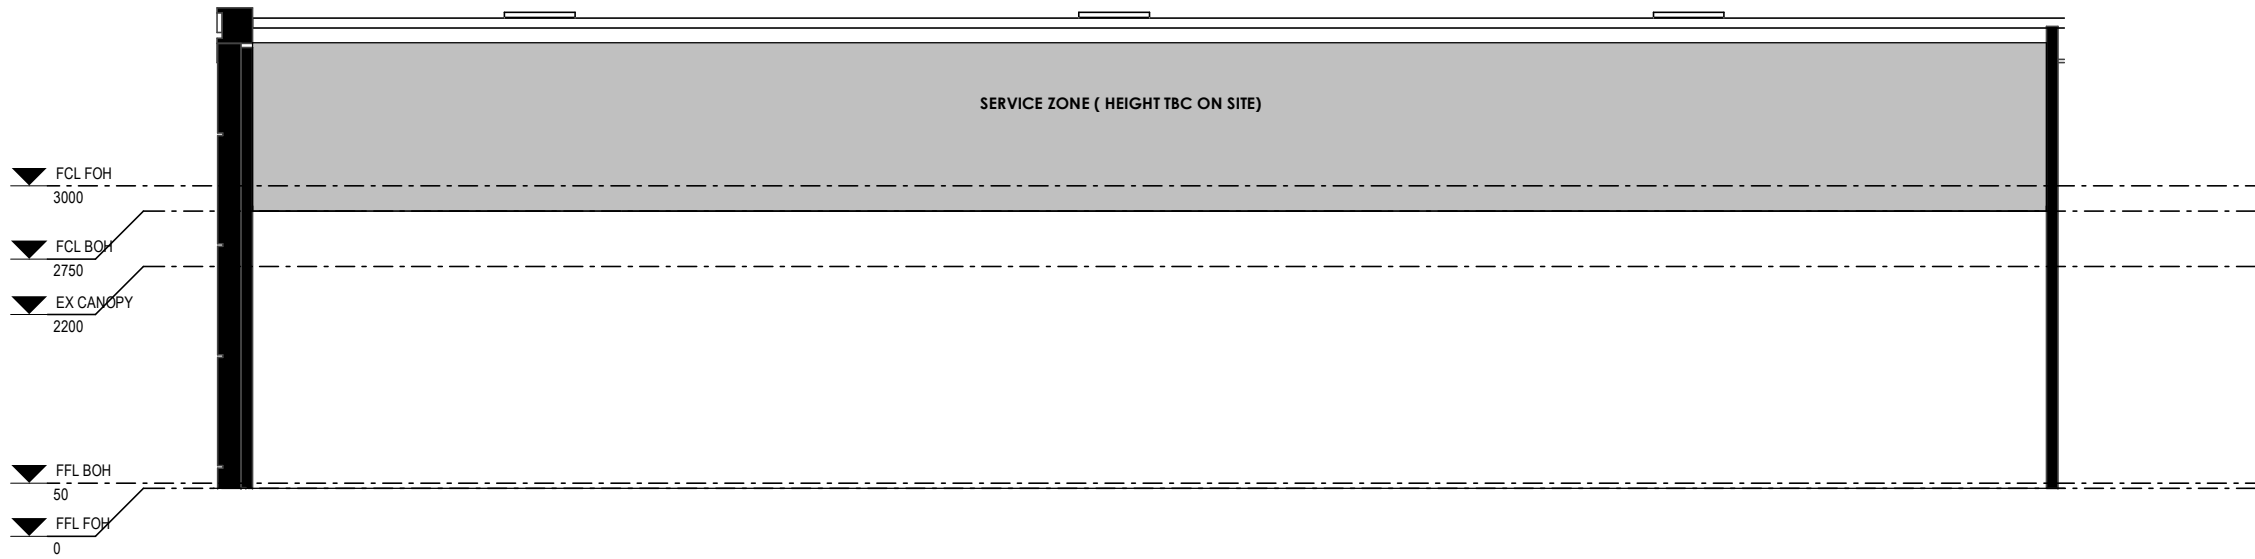 SERVICE ZONE ( HEIGHT TBC ON SITE)
FCL FOH
3000
FCL BOH
2750
EX CANOPY
2200
FFL BOH
50
FFL FOH
0